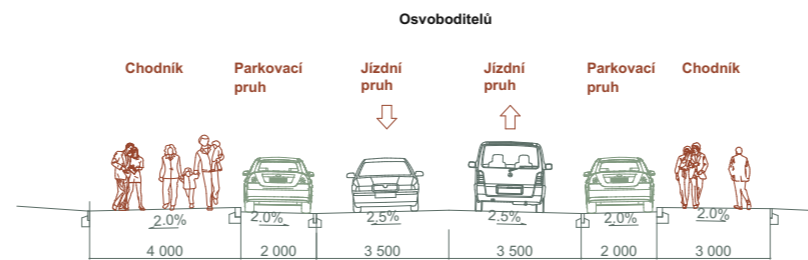 Osvoboditelů
Chodník Parkovací pruh Jízdní pruh Jízdní pruh Parkovací pruh Chodník
2.0% 2.0% 2.5% 2.5% 2.0% 2.0%
4 000 2 000 3 500 3 500 2 000 3 000